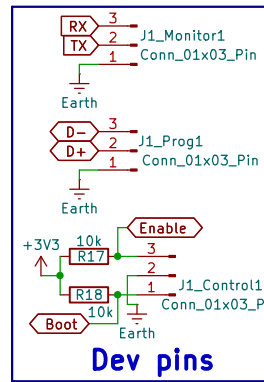 RX 3
TX 2
1
J1_Monitor1
Conn_01x03_Pin
Earth
D- 3
D+ 2
1
J1_Prog1
Conn_01x03_Pin
Earth
Enable
+3V3
10k
R17
3
2
R18
1
J1_Control1
Conn_01x03_P
10k
Boot
Earth
Dev pins